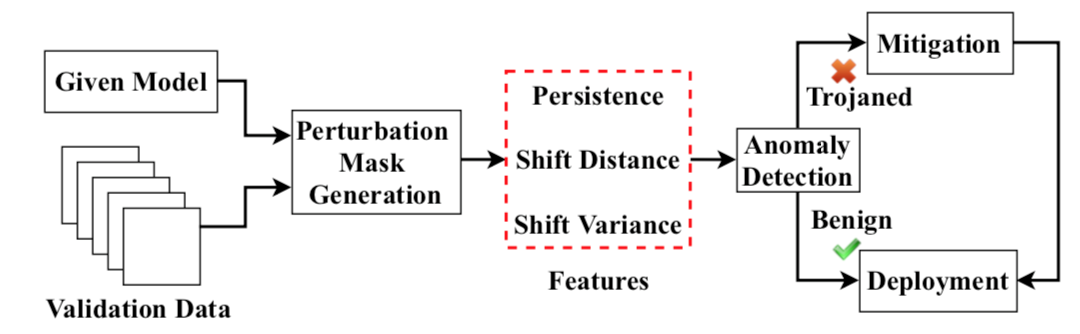 Given Model
Validation Data
Perturbation
Mask
Generation
Persistence
Shift Distance
Shift Variance
Features
Anomaly
Detection
Trojaned
Mitigation
Benign
Deployment